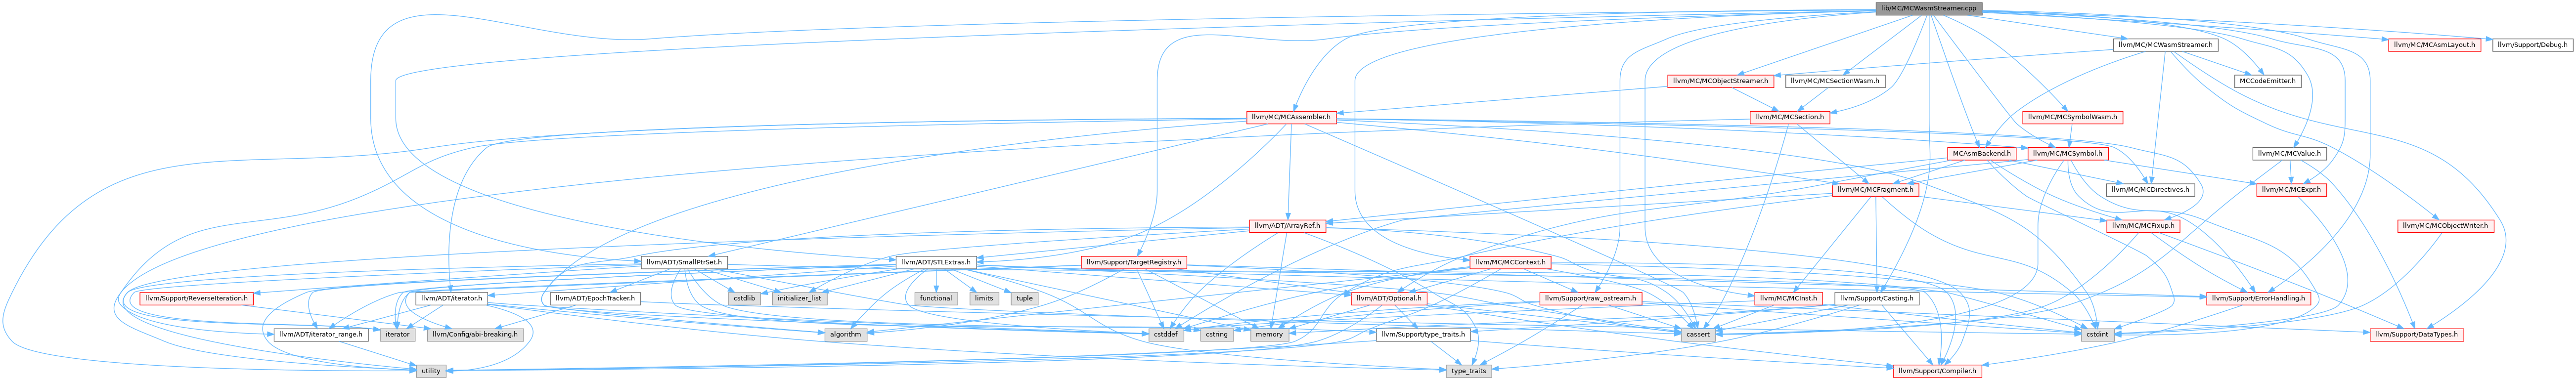 lib/MC/MCWasmStreamer.cpp
llvm/MC/MCWasmStreamer.h
llvm/MC/MCAsmLayout.h
llvm/Support/Debug.h
llvm/MC/MCObjectStreamer.h
llvm/MC/MCSectionWasm.h
MCCodeEmitter.h
llvm/MC/MCAssembler.h
llvm/MC/MCSection.h
llvm/MC/MCSymbolWasm.h
MCAsmBackend.h
llvm/MC/MCSymbol.h
llvm/MC/MCValue.h
llvm/MC/MCFragment.h
llvm/MC/MCDirectives.h
llvm/MC/MCExpr.h
llvm/ADT/ArrayRef.h
llvm/MC/MCFixup.h
llvm/MC/MCObjectWriter.h
llvm/ADT/SmallPtrSet.h
llvm/ADT/STLExtras.h
llvm/Support/TargetRegistry.h
llvm/MC/MCContext.h
llvm/Support/ReverseIteration.h
llvm/ADT/iterator.h
llvm/ADT/EpochTracker.h
cstdlib
initializer_list
functional
limits
tuple
llvm/ADT/Optional.h
llvm/Support/raw_ostream.h
llvm/MC/MCInst.h
llvm/Support/Casting.h
llvm/Support/ErrorHandling.h
llvm/ADT/iterator_range.h
iterator
llvm/Config/abi-breaking.h
algorithm
cstddef
cstring
memory
llvm/Support/type_traits.h
cassert
cstdint
llvm/Support/DataTypes.h
utility
type_traits
llvm/Support/Compiler.h